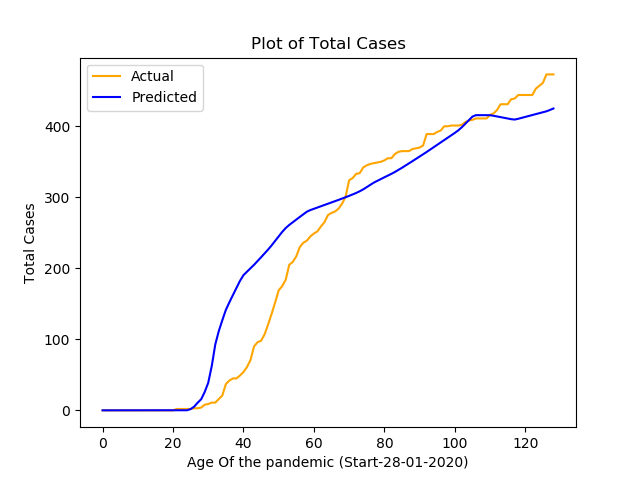 Plot of Total Cases
Actual
Predicted
400
300
200
100
0
Total Cases
0 20 40 60 80 100 120
Age Of the pandemic (Start-28-01-2020)